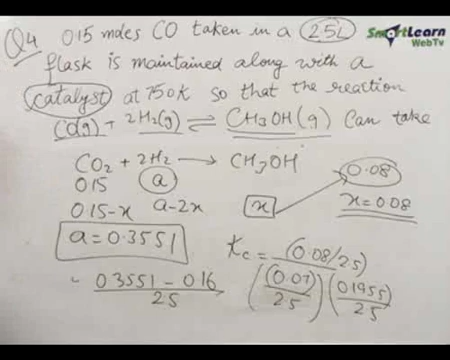 Q4 0.15 moles CO taken in a 2.5L
SmartLearn
WebTv
flask is maintained along with a
catalyst at 750K so that the reaction
CO(g) + 2H2(g) ⇌ CH3OH(g) Can take
CO2 + 2H2 → CH3OH
0.15 a 0.08
0.15-x a-2x x x=0.08
a = 0.3551
Kc = (0.08/2.5)
0.3551 - 0.16 (0.07) (0.1955)
2.5 2.5 2.5